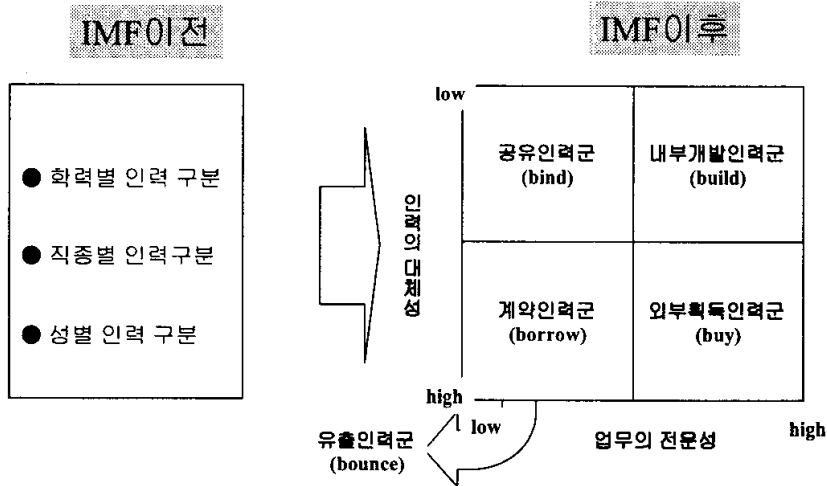 IMF이전
IMF이후
● 학력별 인력 구분
● 직종별 인력구분
● 성별 인력 구분
인력의 대체성
low
공유인력군
(bind)
내부개발인력군
(build)
계약인력군
(borrow)
외부획득인력군
(buy)
high
low
업무의 전문성
high
유출인력군
(bounce)